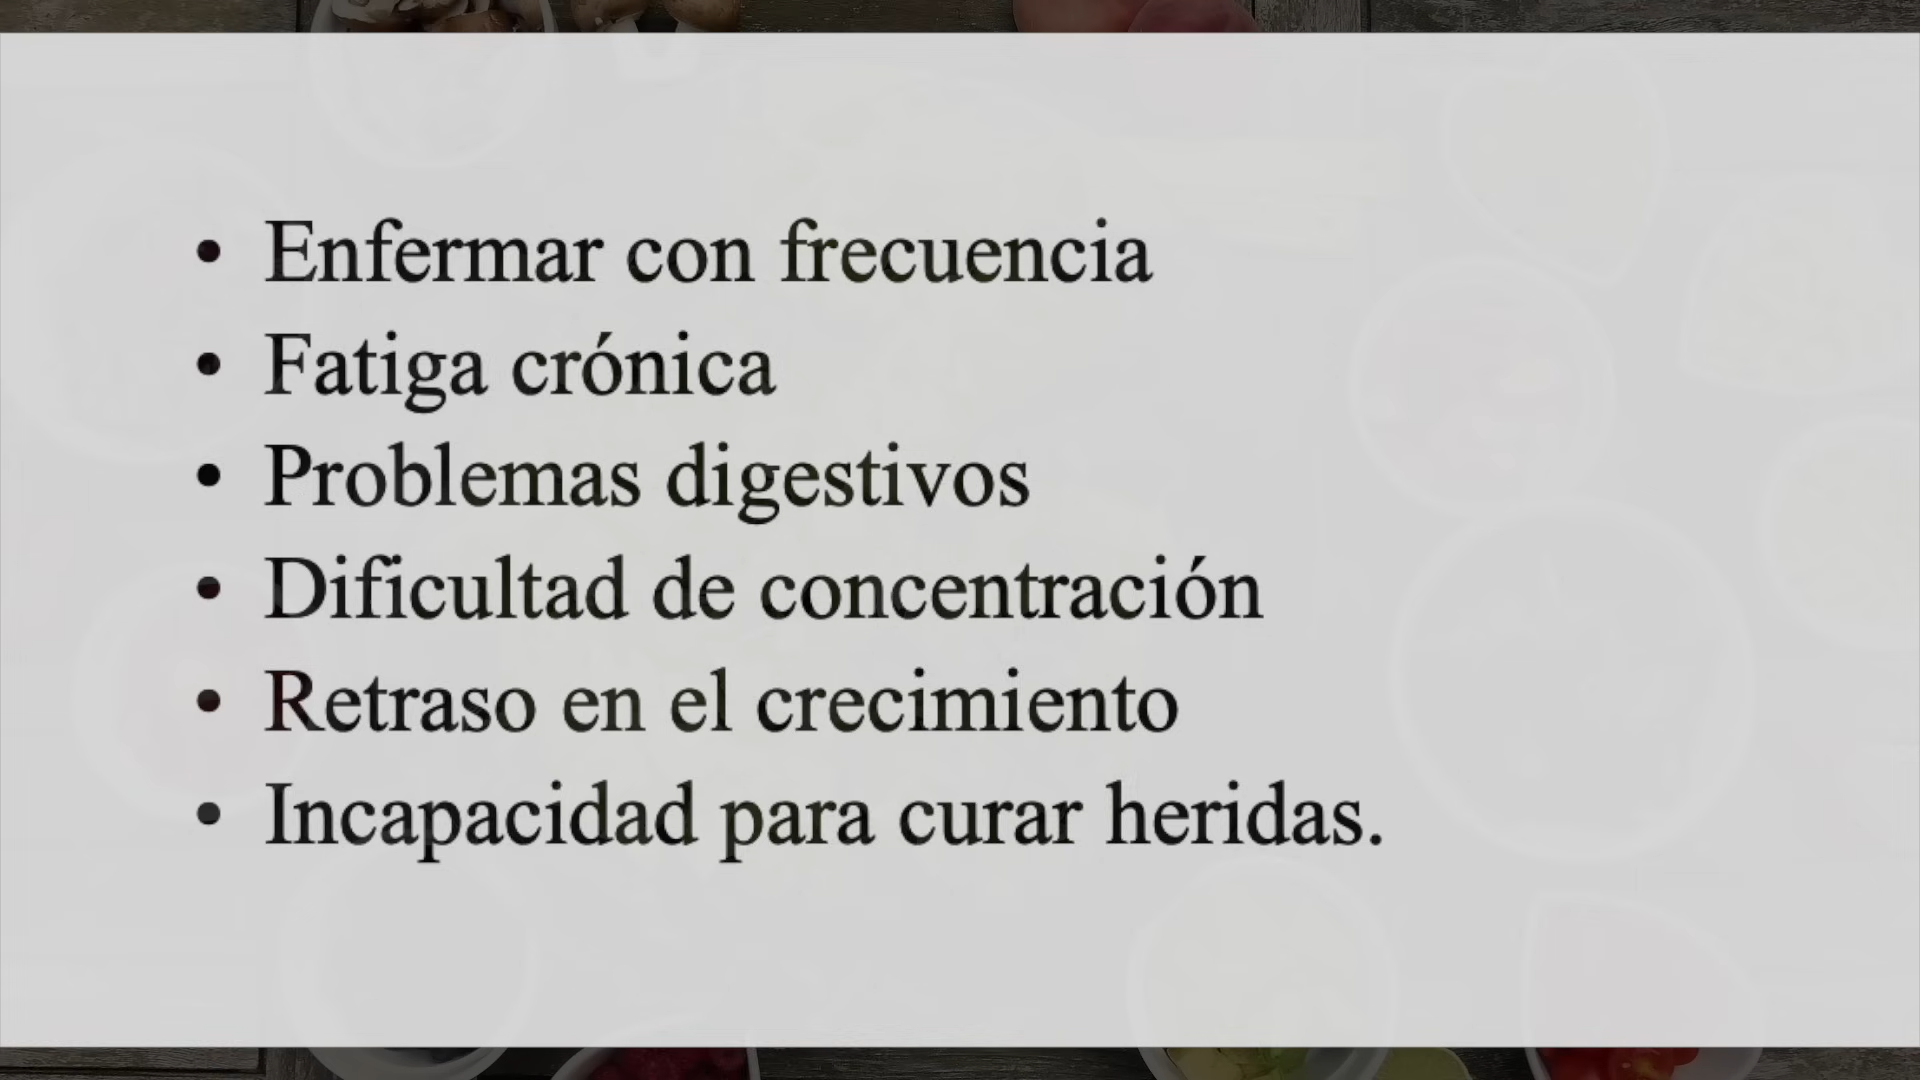 • Enfermar con frecuencia
• Fatiga crónica
• Problemas digestivos
• Dificultad de concentración
• Retraso en el crecimiento
• Incapacidad para curar heridas.